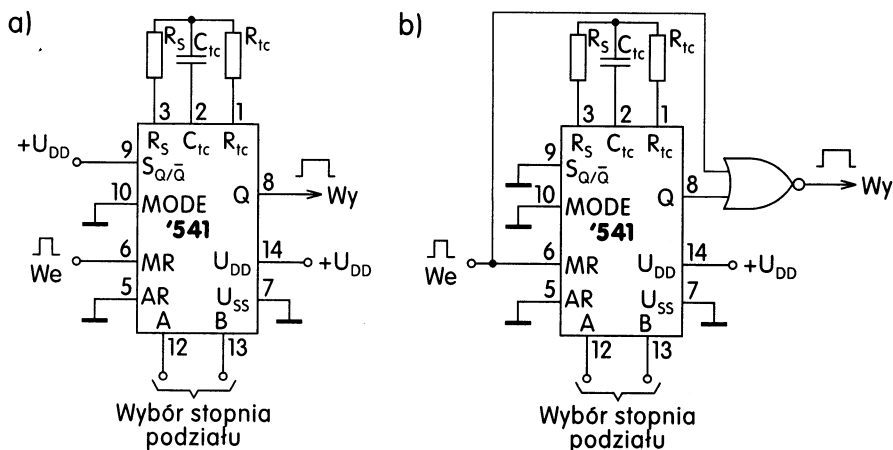 a)
R_S
C_tc
R_tc
3 2 1
R_S C_tc R_tc
+U_DD
9
S_Q/Q̅
10
MODE
Q
8
Wy
'541
We
6
MR
U_DD
14
+U_DD
5
AR
U_SS
7
A B
12 13
Wybór stopnia
podziału
b)
R_S
C_tc
R_tc
3 2 1
R_S C_tc R_tc
9
S_Q/Q̅
10
MODE
Q
8
Wy
'541
We
6
MR
U_DD
14
+U_DD
5
AR
U_SS
7
A B
12 13
Wybór stopnia
podziału